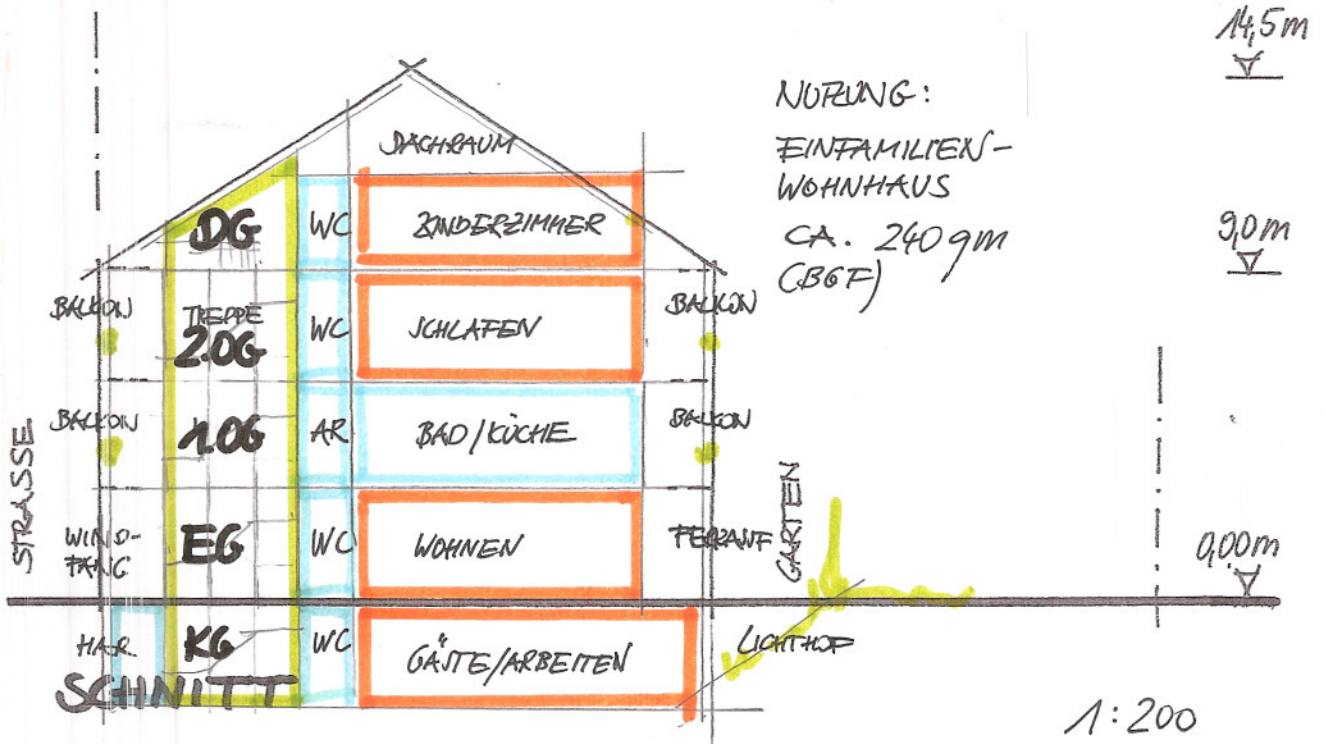 14,5m
NUTZUNG:
EINFAMILIEN-
WOHNHAUS
CA. 240 qm
(BGF)
9,0m
0,00m
DACHRAUM
DG
WC
KINDERZIMMER
BALKON
TREPPE
2.OG
WC
SCHLAFEN
BALKON
BALKON
1.OG
AR
BAD/KÜCHE
BALKON
STRASSE
WIND-
FANG
EG
WC
WOHNEN
TERRASSE
GARTEN
HAR.
KG
WC
GÄSTE/ARBEITEN
LICHTHOF
SCHNITT
1:200